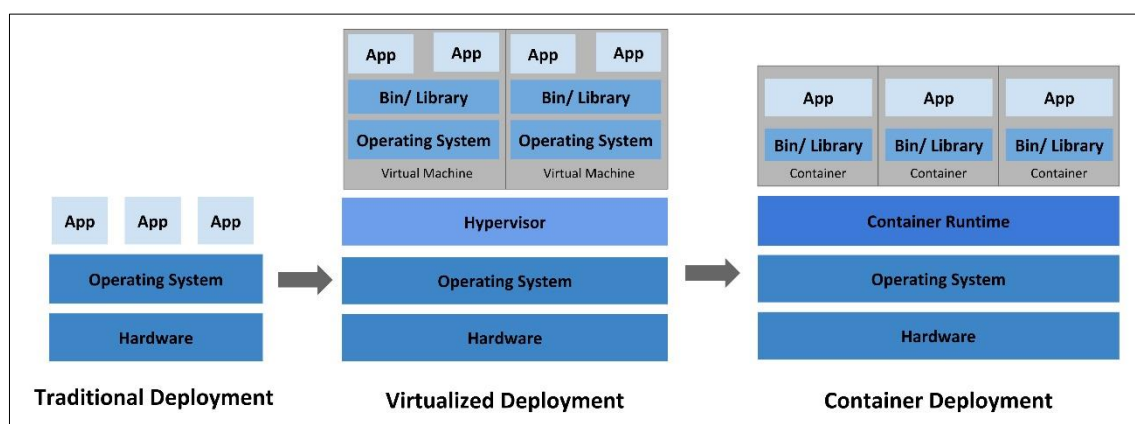 App
App
App
Operating System
Hardware
Traditional Deployment
App
App
App
App
Bin/ Library
Bin/ Library
Operating System
Operating System
Virtual Machine
Virtual Machine
Hypervisor
Operating System
Hardware
Virtualized Deployment
App
App
App
Bin/ Library
Bin/ Library
Bin/ Library
Container
Container
Container
Container Runtime
Operating System
Hardware
Container Deployment